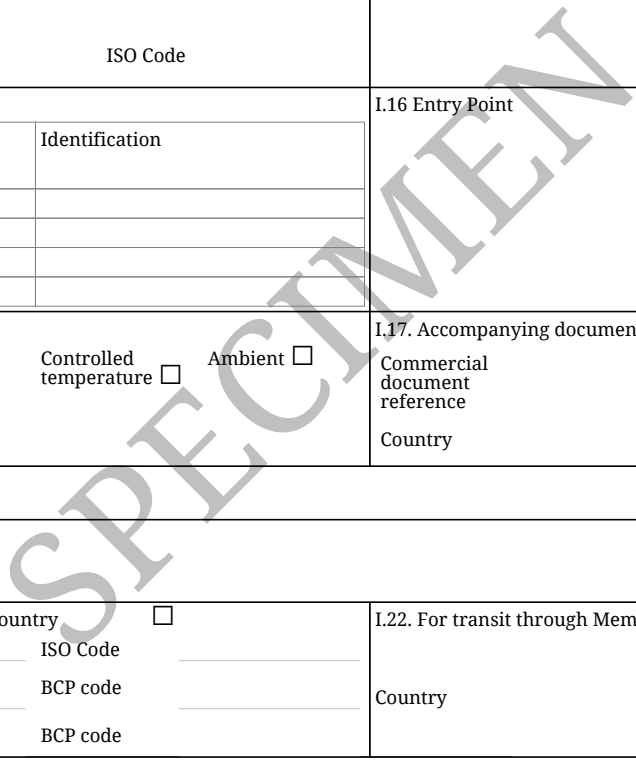 ISO Code
I.16 Entry Point
Identification
I.17. Accompanying documen
Controlled
temperature ☐
Ambient ☐
Commercial
document
reference
Country
ountry ☐
I.22. For transit through Mem
ISO Code
BCP code
Country
BCP code
SPECIMEN